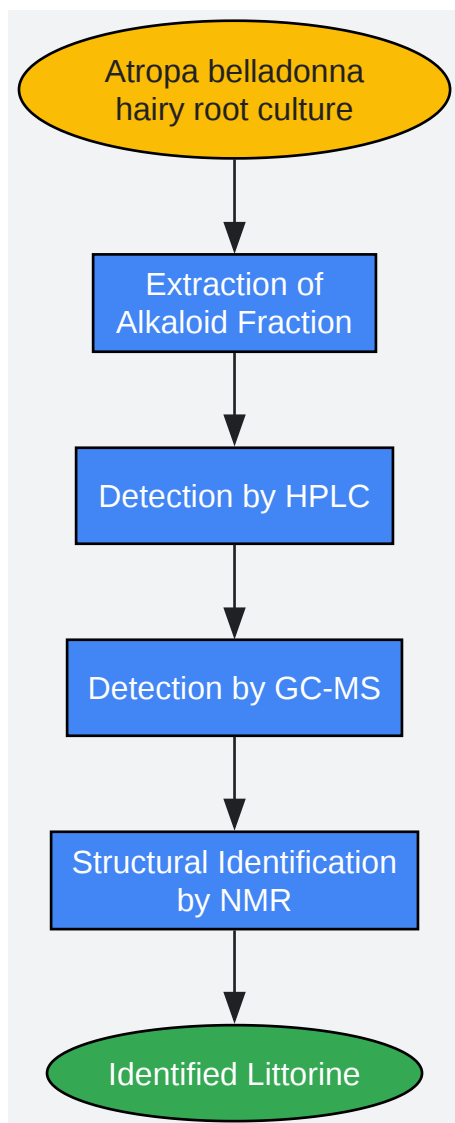 Atropa belladonna
hairy root culture
Extraction of
Alkaloid Fraction
Detection by HPLC
Detection by GC-MS
Structural Identification
by NMR
Identified Littorine